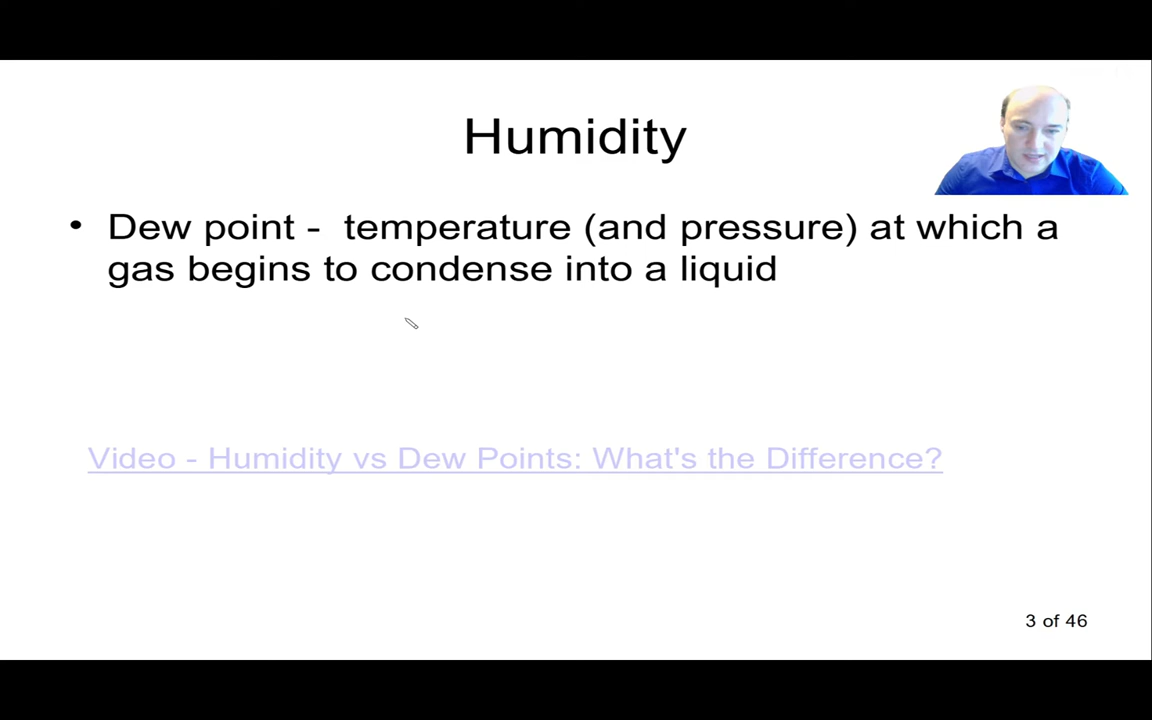 Humidity
• Dew point -  temperature (and pressure) at which a
gas begins to condense into a liquid
Video - Humidity vs Dew Points: What's the Difference?
3 of 46